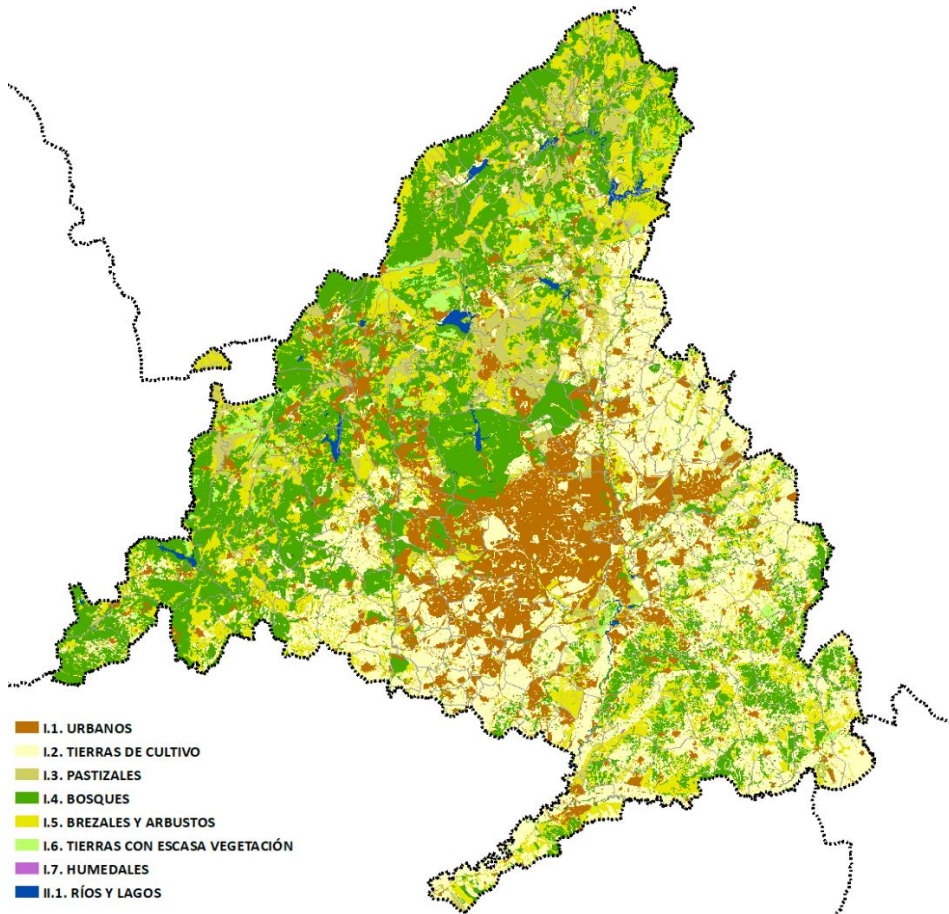 I.1. URBANOS
I.2. TIERRAS DE CULTIVO
I.3. PASTIZALES
I.4. BOSQUES
I.5. BREZALES Y ARBUSTOS
I.6. TIERRAS CON ESCASA VEGETACIÓN
I.7. HUMEDALES
II.1. RÍOS Y LAGOS